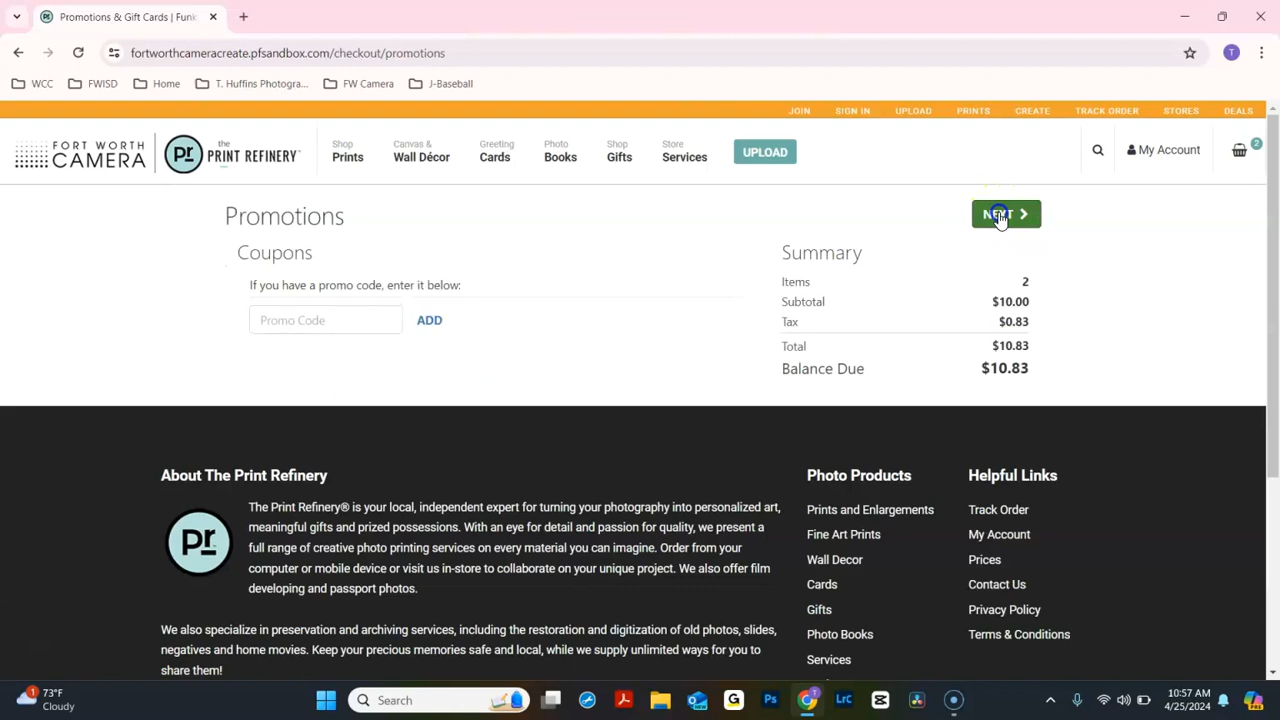 Promotions & Gift Cards | Funk
fortworthcameracreate.pfsandbox.com/checkout/promotions
T
WCC FWISD Home T. Huffins Photogra... FW Camera J-Baseball
JOIN SIGN IN UPLOAD PRINTS CREATE TRACK ORDER STORES DEALS
FORT WORTH CAMERA
Pr the PRINT REFINERY
Shop Prints
Canvas & Wall Décor
Greeting Cards
Photo Books
Shop Gifts
Store Services
UPLOAD
My Account
2
Promotions
NEXT
Coupons
If you have a promo code, enter it below:
Promo Code ADD
Summary
Items 2
Subtotal $10.00
Tax $0.83
Total $10.83
Balance Due $10.83
About The Print Refinery
Pr
The Print Refinery® is your local, independent expert for turning your photography into personalized art,
meaningful gifts and prized possessions. With an eye for detail and passion for quality, we present a
full range of creative photo printing services on every material you can imagine. Order from your
computer or mobile device or visit us in-store to collaborate on your unique project. We also offer film
developing and passport photos.
We also specialize in preservation and archiving services, including the restoration and digitization of old photos, slides,
negatives and home movies. Keep your precious memories safe and local, while we supply unlimited ways for you to
share them!
Photo Products
Prints and Enlargements
Fine Art Prints
Wall Decor
Cards
Gifts
Photo Books
Services
Helpful Links
Track Order
My Account
Prices
Contact Us
Privacy Policy
Terms & Conditions
1
73°F
Cloudy
Search
G
Ps
T
LrC
10:57 AM
4/25/2024